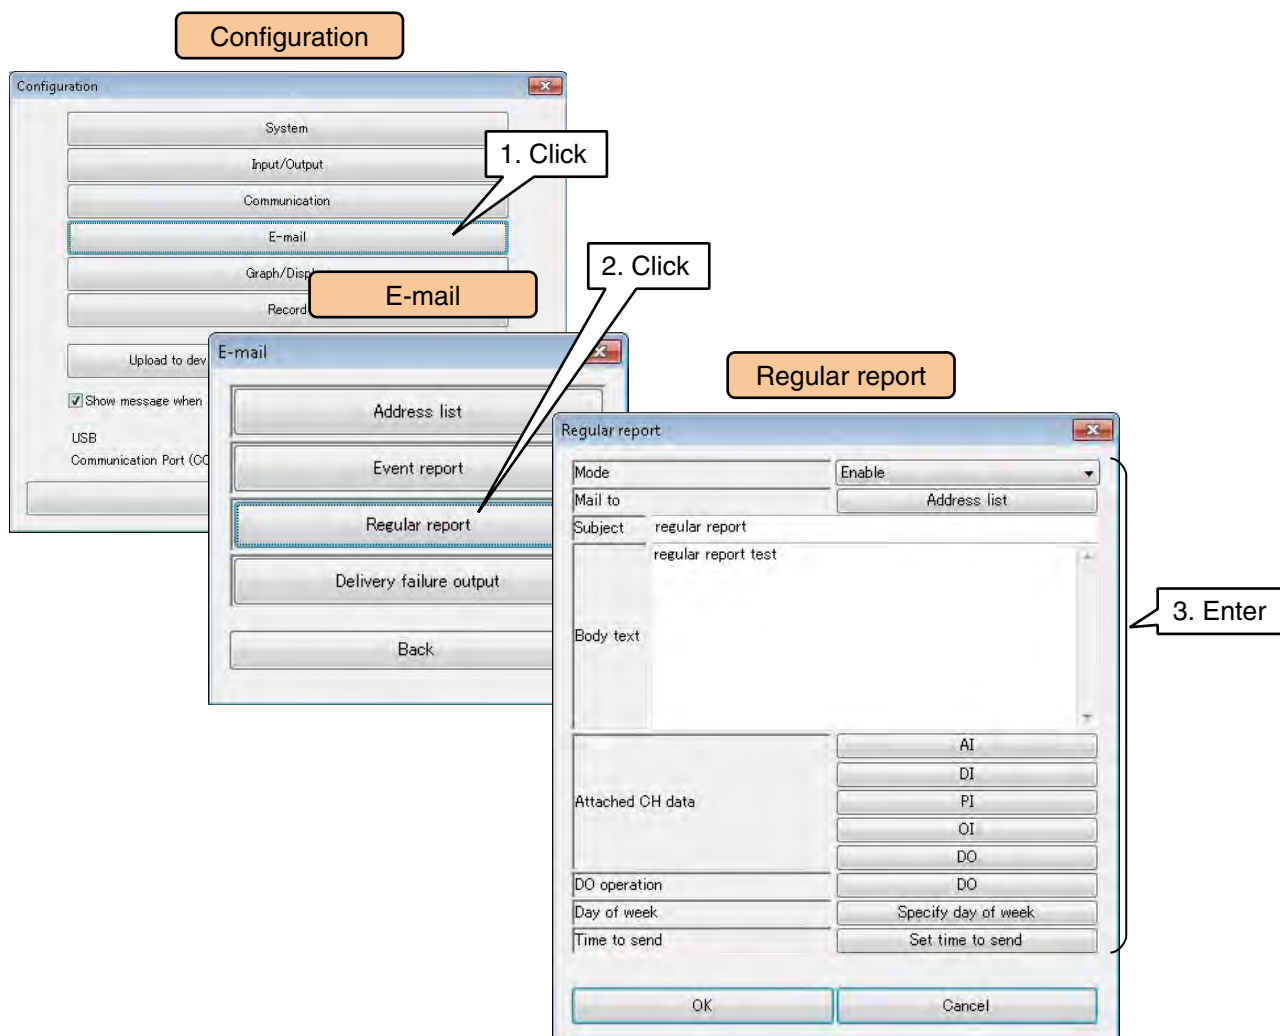 Configuration
Configuration
System
Input/Output
1. Click
Communication
E-mail
Graph/Disp
2. Click
Record
E-mail
Upload to dev
Show message when
USB
Communication Port (CO
E-mail
Address list
Event report
Regular report
Delivery failure output
Back
Regular report
Regular report
Mode Enable
Mail to Address list
Subject regular report
Body text regular report test
Attached CH data AI
DI
PI
OI
DO
DO operation DO
Day of week Specify day of week
Time to send Set time to send
OK Cancel
3. Enter